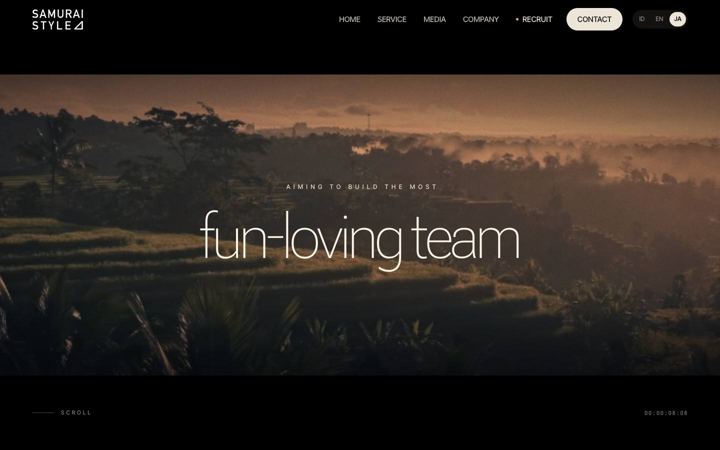 SAMURAI
STYLE
HOME
SERVICE
MEDIA
COMPANY
RECRUIT
CONTACT
ID
EN
JA
AIMING TO BUILD THE MOST
fun-loving team
SCROLL
00:00:08:08